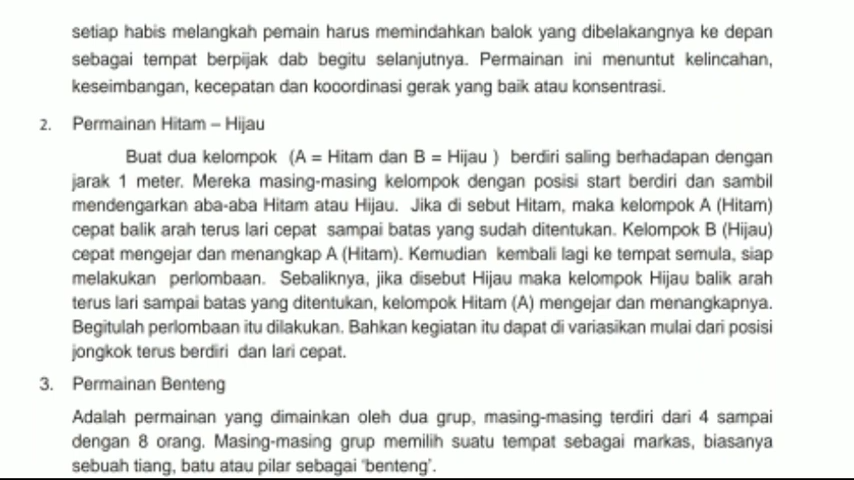 setiap habis melangkah pemain harus memindahkan balok yang dibelakangnya ke depan
sebagai tempat berpijak dab begitu selanjutnya. Permainan ini menuntut kelincahan,
keseimbangan, kecepatan dan kooordinasi gerak yang baik atau konsentrasi.
2. Permainan Hitam – Hijau
Buat dua kelompok (A = Hitam dan B = Hijau ) berdiri saling berhadapan dengan
jarak 1 meter. Mereka masing-masing kelompok dengan posisi start berdiri dan sambil
mendengarkan aba-aba Hitam atau Hijau. Jika di sebut Hitam, maka kelompok A (Hitam)
cepat balik arah terus lari cepat sampai batas yang sudah ditentukan. Kelompok B (Hijau)
cepat mengejar dan menangkap A (Hitam). Kemudian kembali lagi ke tempat semula, siap
melakukan perlombaan. Sebaliknya, jika disebut Hijau maka kelompok Hijau balik arah
terus lari sampai batas yang ditentukan, kelompok Hitam (A) mengejar dan menangkapnya.
Begitulah perlombaan itu dilakukan. Bahkan kegiatan itu dapat di variasikan mulai dari posisi
jongkok terus berdiri dan lari cepat.
3. Permainan Benteng
Adalah permainan yang dimainkan oleh dua grup, masing-masing terdiri dari 4 sampai
dengan 8 orang. Masing-masing grup memilih suatu tempat sebagai markas, biasanya
sebuah tiang, batu atau pilar sebagai 'benteng'.